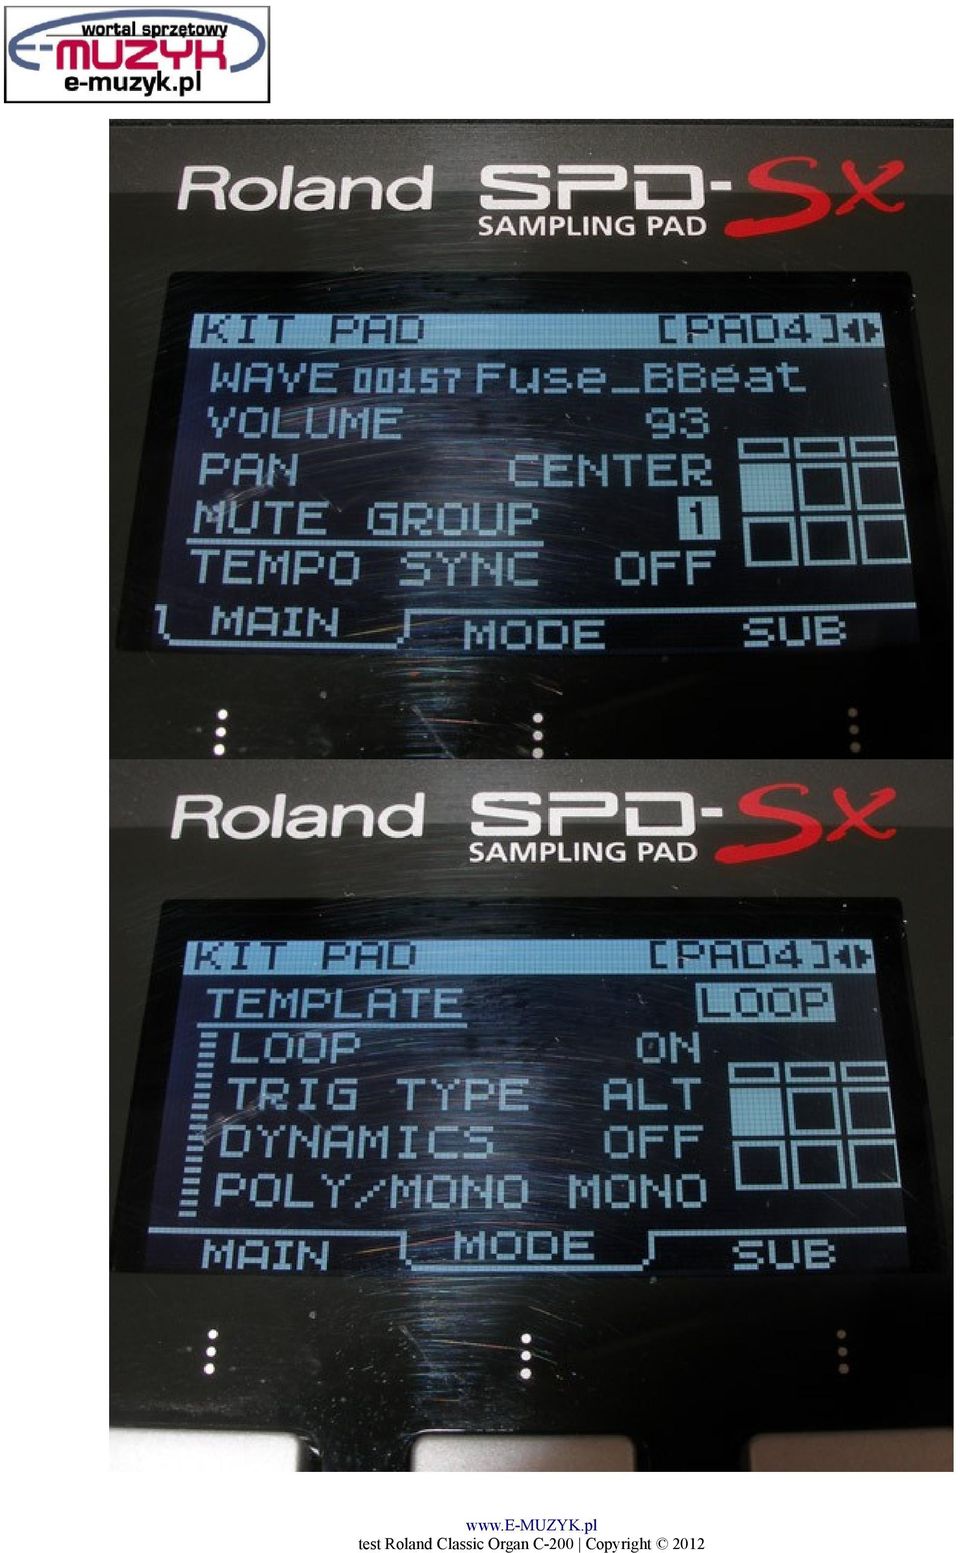 wortal sprzętowy
E-MUZYK
e-muzyk.pl
Roland SPD-SX
SAMPLING PAD
KIT PAD [PAD4]
WAVE 00157 Fuse_BBeat
VOLUME 93
PAN CENTER
MUTE GROUP 1
TEMPO SYNC OFF
MAIN MODE SUB
Roland SPD-SX
SAMPLING PAD
KIT PAD [PAD4]
TEMPLATE LOOP
LOOP ON
TRIG TYPE ALT
DYNAMICS OFF
POLY/MONO MONO
MAIN MODE SUB
www.E-MUZYK.pl
test Roland Classic Organ C-200 | Copyright © 2012